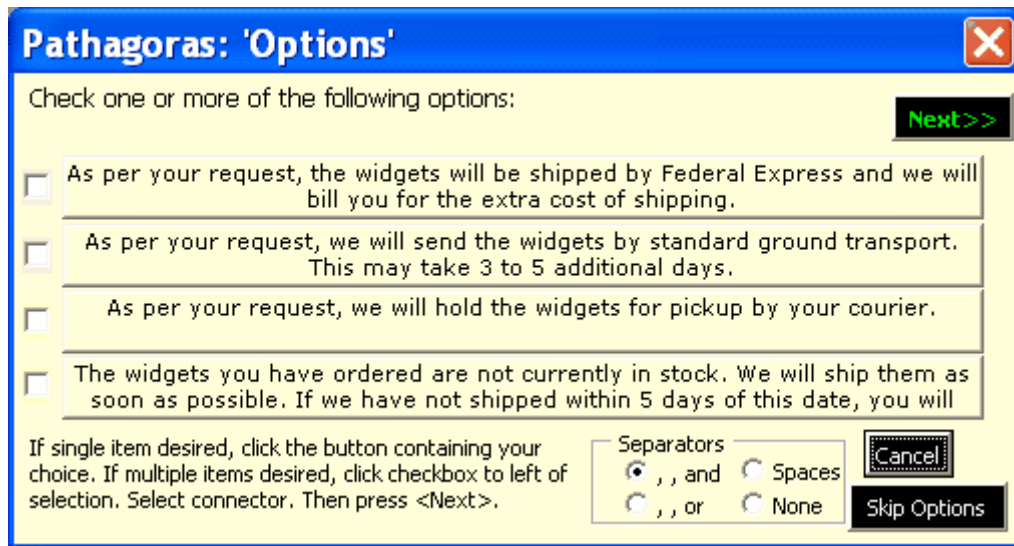 Pathagoras: 'Options'
Check one or more of the following options:
Next>>
As per your request, the widgets will be shipped by Federal Express and we will
bill you for the extra cost of shipping.
As per your request, we will send the widgets by standard ground transport.
This may take 3 to 5 additional days.
As per your request, we will hold the widgets for pickup by your courier.
The widgets you have ordered are not currently in stock. We will ship them as
soon as possible. If we have not shipped within 5 days of this date, you will
If single item desired, click the button containing your
choice. If multiple items desired, click checkbox to left of
selection. Select connector. Then press <Next>.
Separators
, , and
Spaces
, , or
None
Cancel
Skip Options